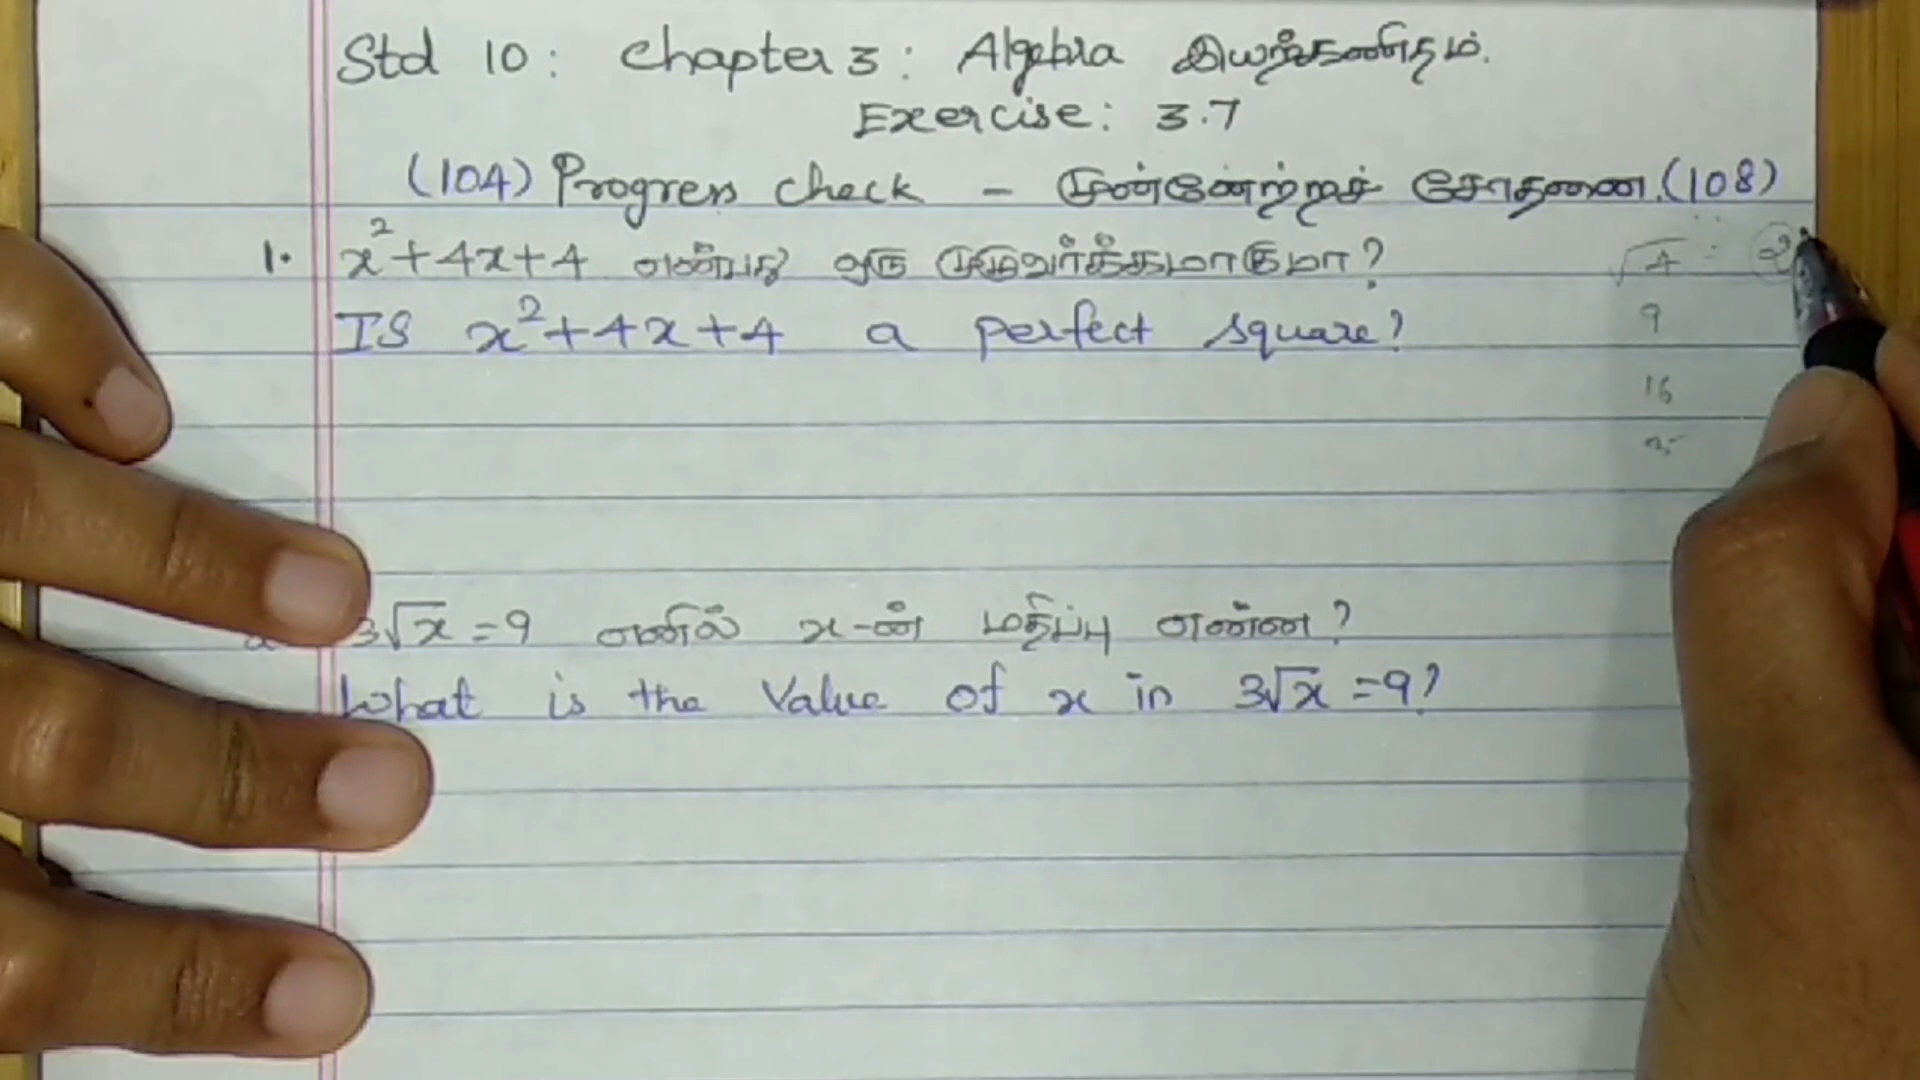 Std 10: Chapter 3: Algebra இயற்கணிதம்.
Exercise: 3.7
(104) Progress check - முன்னேற்றச் சோதனை.(108)
1. x²+4x+4 என்பது ஒரு முழுவர்க்கமாகுமா?
IS x²+4x+4 a perfect square?
√4 = 2
9
16
3√x=9 எனில் x-ன் மதிப்பு என்ன?
What is the Value of x in 3√x=9?